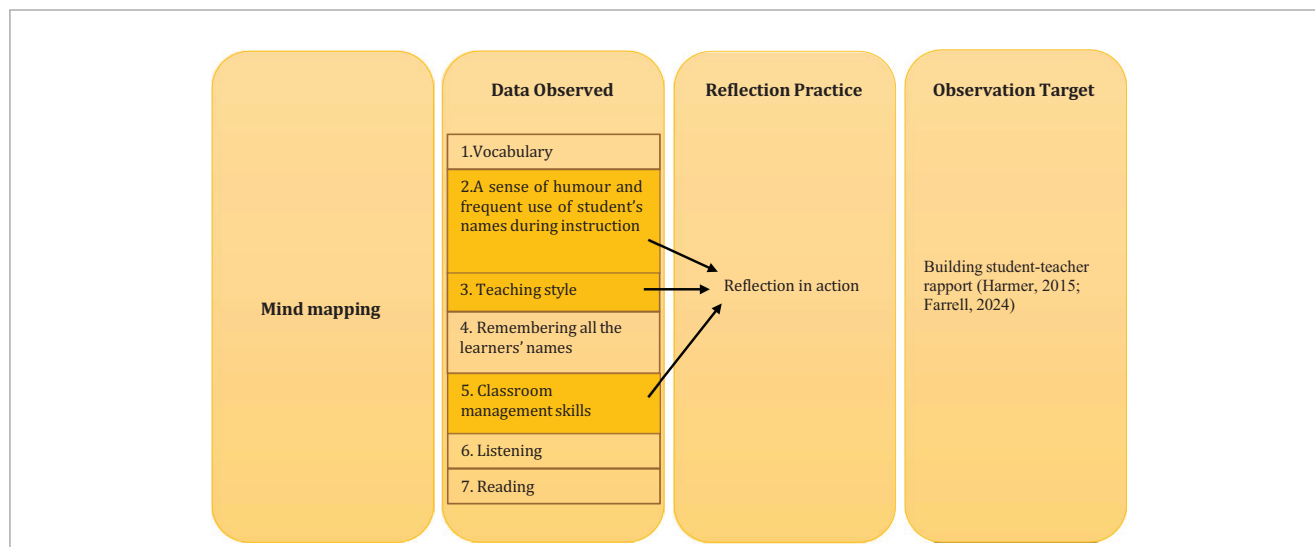 Mind mapping
Data Observed
1.Vocabulary
2.A sense of humour and
frequent use of student’s
names during instruction
3. Teaching style
4. Remembering all the
learners’ names
5. Classroom
management skills
6. Listening
7. Reading
Reflection Practice
Reflection in action
Observation Target
Building student-teacher
rapport (Harmer, 2015;
Farrell, 2024)